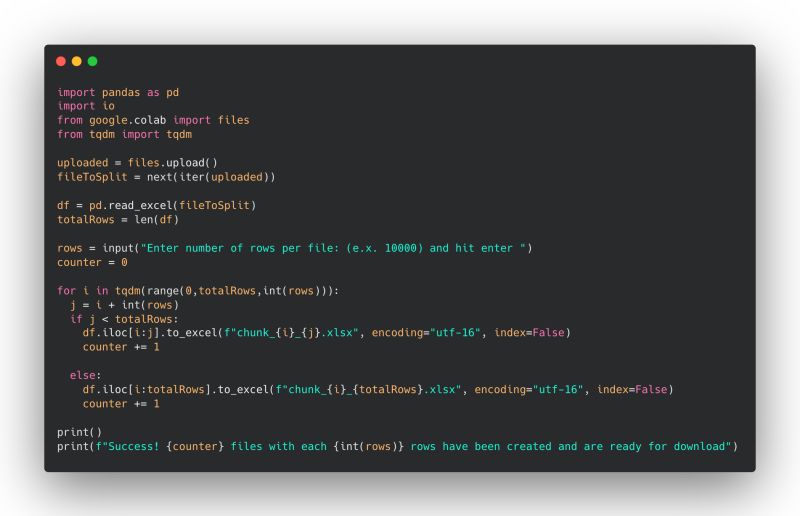 import pandas as pd
import io
from google.colab import files
from tqdm import tqdm

uploaded = files.upload()
fileToSplit = next(iter(uploaded))

df = pd.read_excel(fileToSplit)
totalRows = len(df)

rows = input("Enter number of rows per file: (e.x. 10000) and hit enter ")
counter = 0

for i in tqdm(range(0,totalRows,int(rows))):
  j = i + int(rows)
  if j < totalRows:
    df.iloc[i:j].to_excel(f"chunk_{i}_{j}.xlsx", encoding="utf-16", index=False)
    counter += 1

  else:
    df.iloc[i:totalRows].to_excel(f"chunk_{i}_{totalRows}.xlsx", encoding="utf-16", index=False)
    counter += 1

print()
print(f"Success! {counter} files with each {int(rows)} rows have been created and are ready for download")